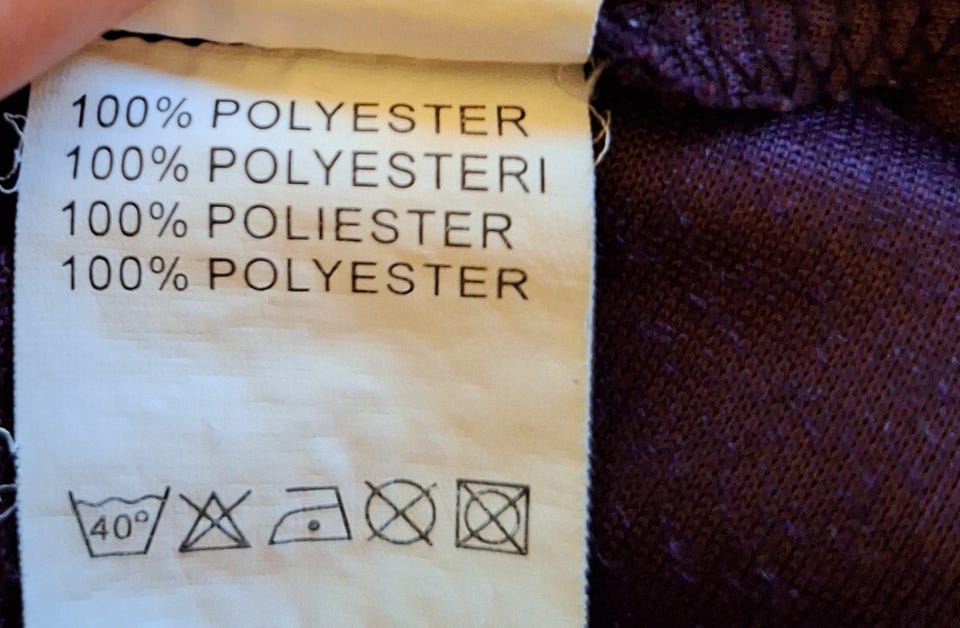 100% POLYESTER
100% POLYESTERI
100% POLIESTER
100% POLYESTER
40°